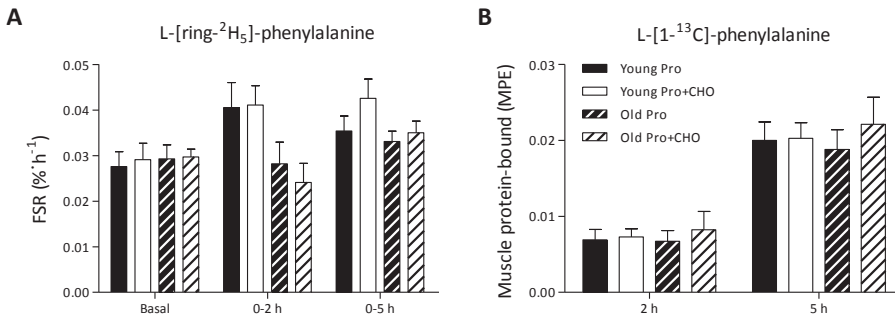 A
L-[ring-²H₅]-phenylalanine
FSR (%·h⁻¹)
0.05
0.04
0.03
0.02
0.01
0.00
Basal
0-2 h
0-5 h
B
L-[1-¹³C]-phenylalanine
Muscle protein-bound (MPE)
0.03
0.02
0.01
0.00
Young Pro
Young Pro+CHO
Old Pro
Old Pro+CHO
2 h
5 h